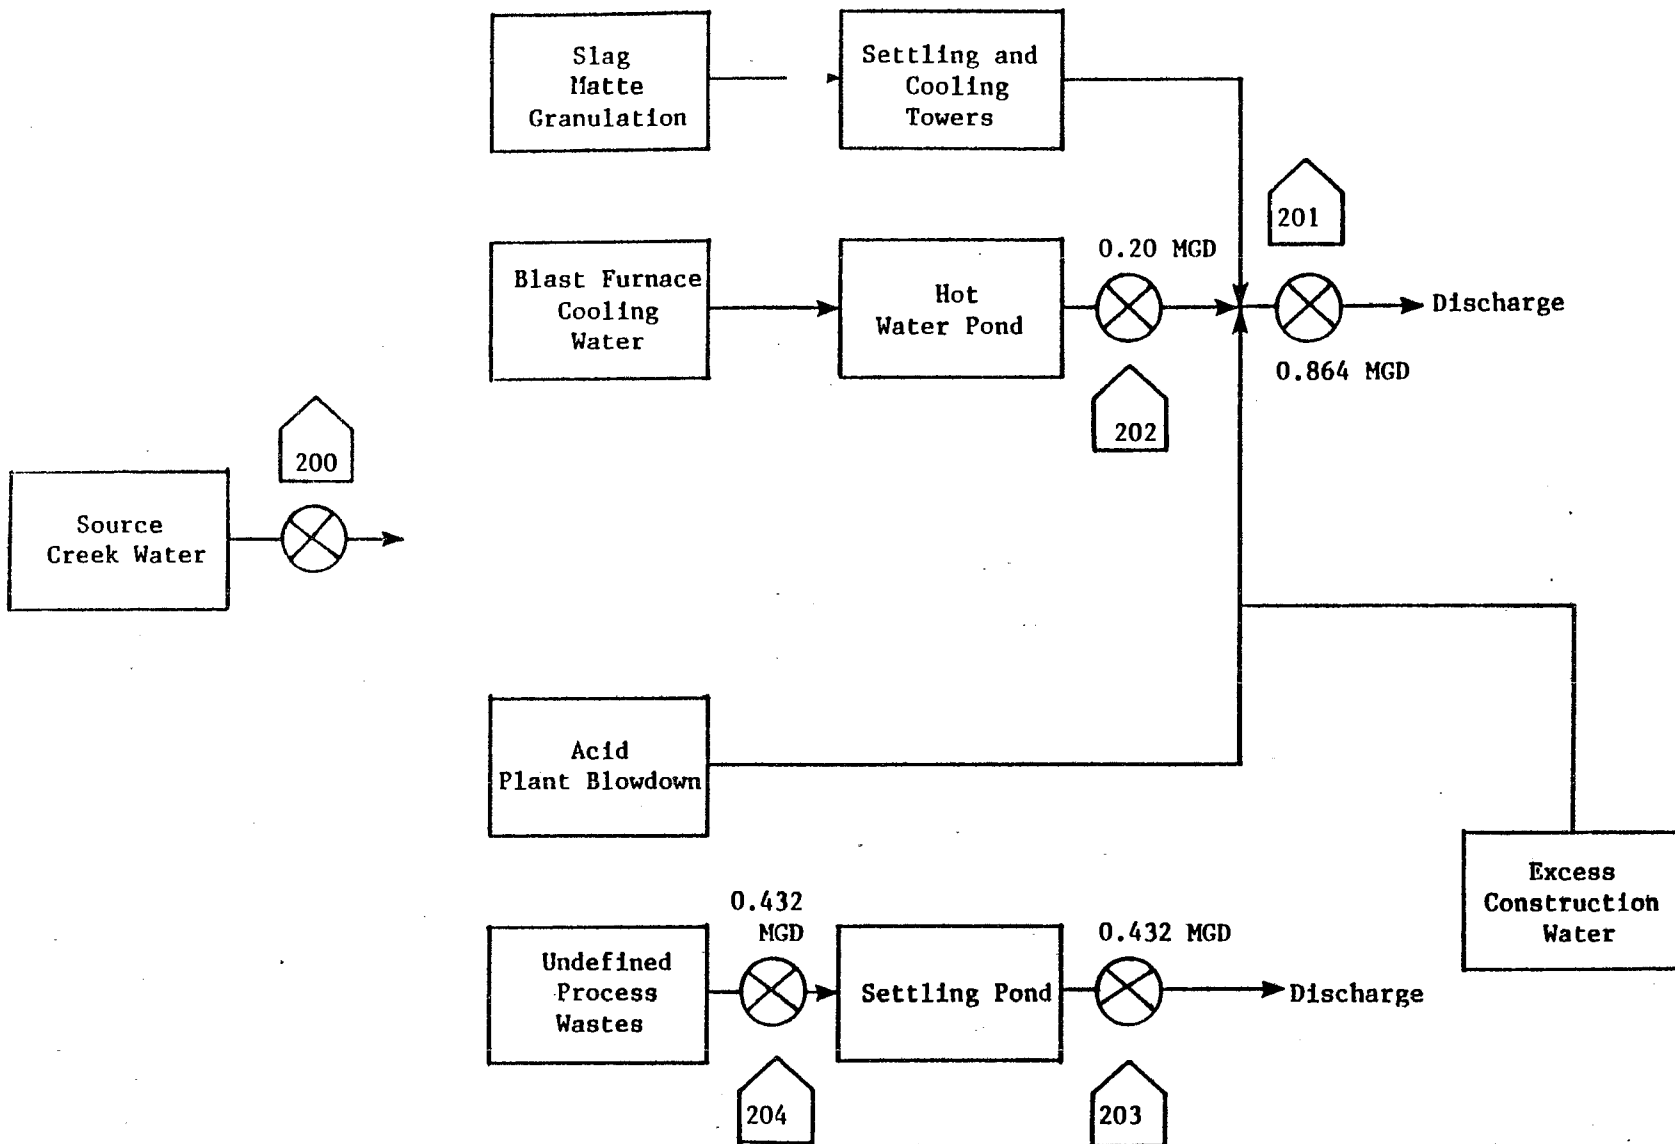 Slag
Matte
Granulation
Settling and
Cooling
Towers
201
0.20 MGD
Blast Furnace
Cooling
Water
Hot
Water Pond
Discharge
0.864 MGD
202
200
Source
Creek Water
Acid
Plant Blowdown
Excess
Construction
Water
0.432
MGD
0.432 MGD
Undefined
Process
Wastes
Settling Pond
Discharge
204
203